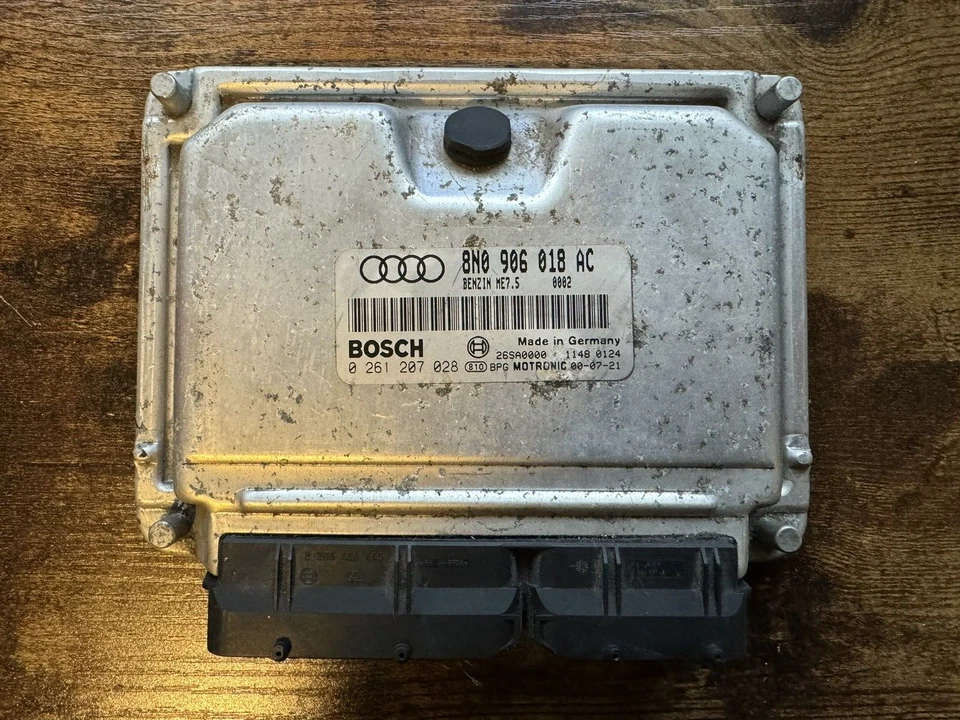 8N0 906 018 AC
BENZIN ME7.5 0002
BOSCH Made in Germany
26SA0000 1148 0124
0 261 207 028 810 BPG MOTRONIC 00-07-21